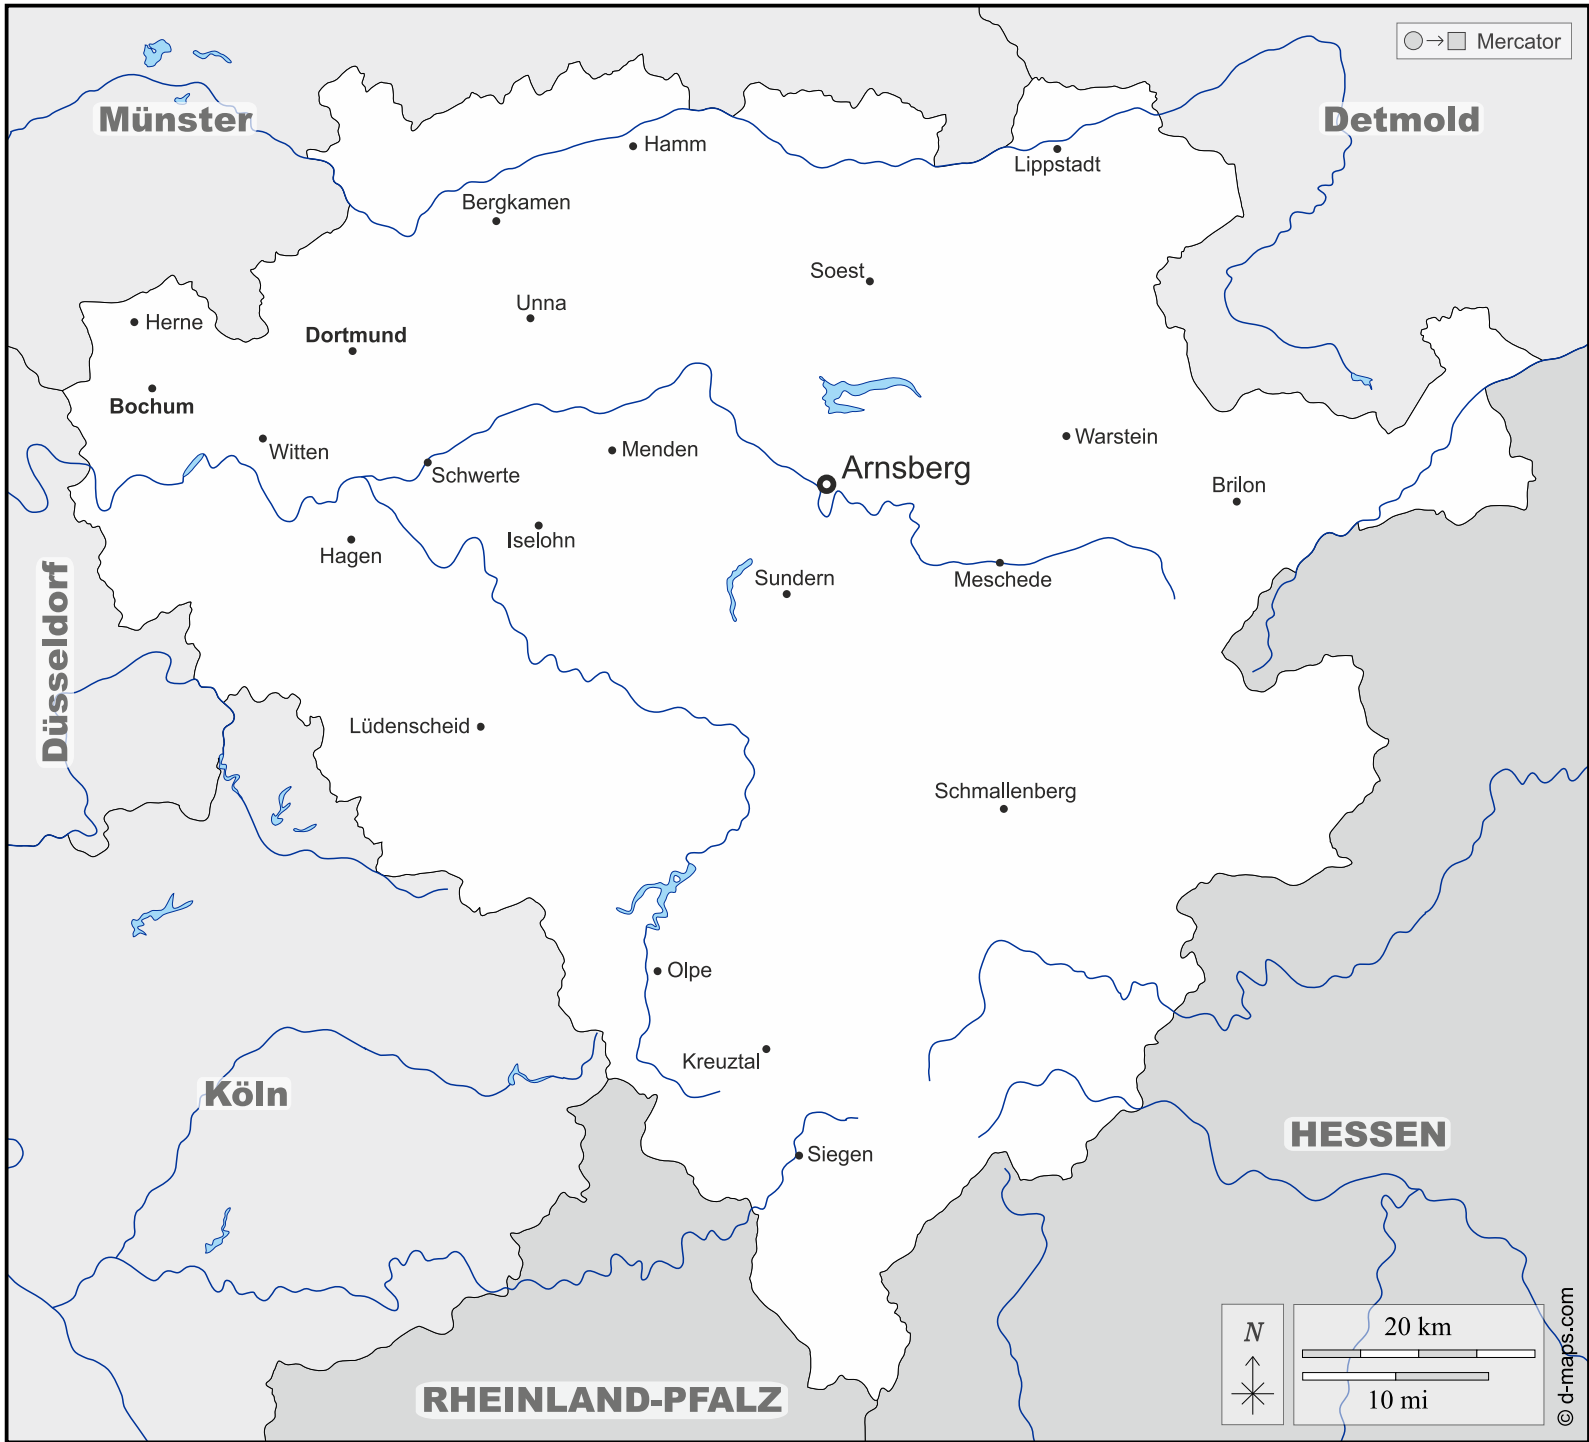 Mercator
Münster
Detmold
Hamm
Lippstadt
Bergkamen
Soest
Unna
Herne
Dortmund
Bochum
Witten
Menden
Warstein
Schwerte
Arnsberg
Brilon
Iselohn
Hagen
Sundern
Meschede
Düsseldorf
Lüdenscheid
Schmallenberg
Olpe
Kreuztal
Köln
HESSEN
Siegen
N
20 km
10 mi
RHEINLAND-PFALZ
© d-maps.com